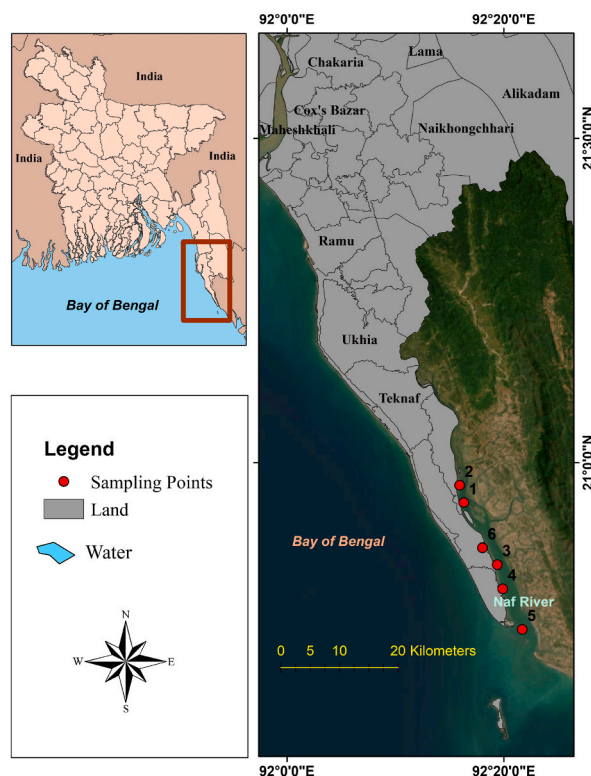 India
India
India
Bay of Bengal
Legend
Sampling Points
Land
Water
N
W
E
S
92°0'0"E
92°20'0"E
Lama
Chakaria
Alikadam
Cox's Bazar
Maheshkhali
Naikhongchhari
21°30'0"N
Ramu
Ukhia
Teknaf
21°0'0"N
2
1
Bay of Bengal
6
3
4
Naf River
5
0 5 10 20 Kilometers
92°0'0"E
92°20'0"E